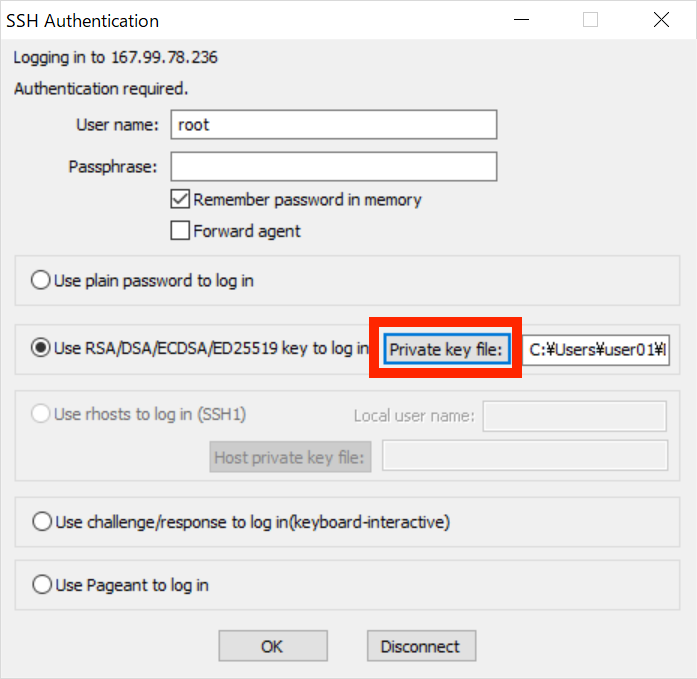 SSH Authentication
Logging in to 167.99.78.236
Authentication required.
User name: root
Passphrase:
Remember password in memory
Forward agent
Use plain password to log in
Use RSA/DSA/ECDSA/ED25519 key to log in Private key file: C:¥Users¥user01¥
Use rhosts to log in (SSH1) Local user name:
Host private key file:
Use challenge/response to log in(keyboard-interactive)
Use Pageant to log in
OK Disconnect